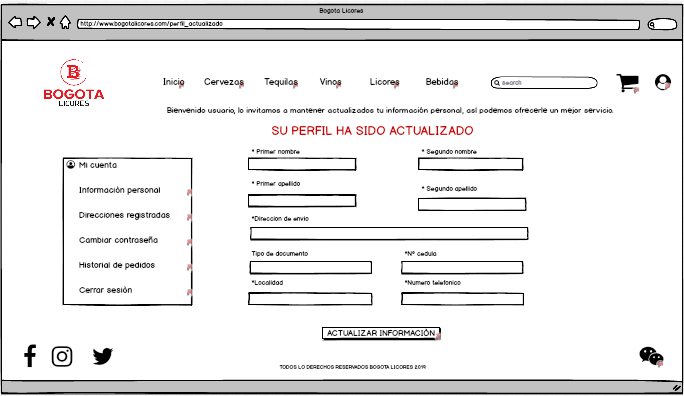 Bogota Licores
http://www.bogotalicores.com/perfil_actualizado
B
BOGOTA
LICORES
Inicio Cervezas Tequilas Vinos Licores Bebidas search
Bienvenido usuario, lo invitamos a mantener actualizados tu información personal, así podemos ofrecerle un mejor servicio.
SU PERFIL HA SIDO ACTUALIZADO
Mi cuenta
Información personal
Direcciones registradas
Cambiar contraseña
Historial de pedidos
Cerrar sesión
* Primer nombre * Segundo nombre
* Primer apellido * Segundo apellido
*Direccion de envio
Tipo de documento *Nº cedula
*Localidad *Numero telefonico
ACTUALIZAR INFORMACIÓN
TODOS LO DERECHOS RESERVADOS BOGOTA LICORES 2019